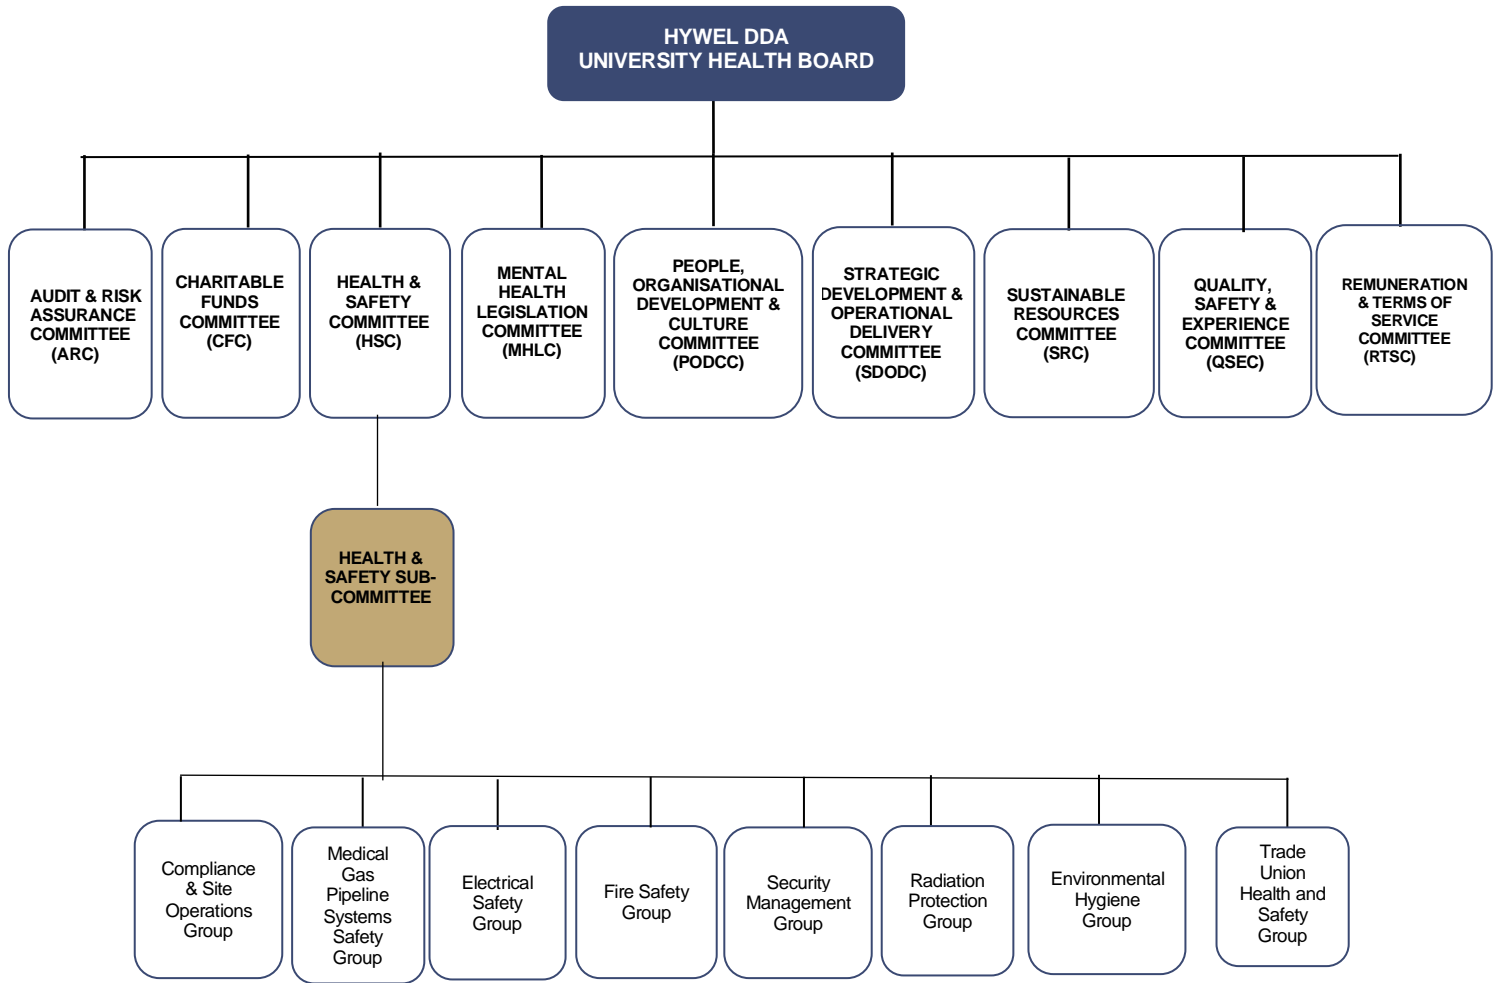 HYWEL DDA
UNIVERSITY HEALTH BOARD
AUDIT & RISK
ASSURANCE
COMMITTEE
(ARC)
CHARITABLE
FUNDS
COMMITTEE
(CFC)
HEALTH &
SAFETY
COMMITTEE
(HSC)
MENTAL
HEALTH
LEGISLATION
COMMITTEE
(MHLC)
PEOPLE,
ORGANISATIONAL
DEVELOPMENT &
CULTURE
COMMITTEE
(PODCC)
STRATEGIC
DEVELOPMENT &
OPERATIONAL
DELIVERY
COMMITTEE
(SDODC)
SUSTAINABLE
RESOURCES
COMMITTEE
(SRC)
QUALITY,
SAFETY &
EXPERIENCE
COMMITTEE
(QSEC)
REMUNERATION
& TERMS OF
SERVICE
COMMITTEE
(RTSC)
HEALTH &
SAFETY SUB-
COMMITTEE
Compliance
& Site
Operations
Group
Medical
Gas
Pipeline
Systems
Safety
Group
Electrical
Safety
Group
Fire Safety
Group
Security
Management
Group
Radiation
Protection
Group
Environmental
Hygiene
Group
Trade
Union
Health and
Safety
Group